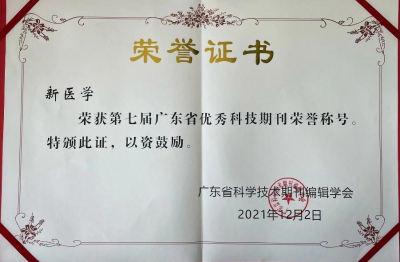 荣誉证书
新医学
荣获第七届广东省优秀科技期刊荣誉称号。
特颁此证，以资鼓励。
广东省科学技术期刊编辑学会
2021年12月2日